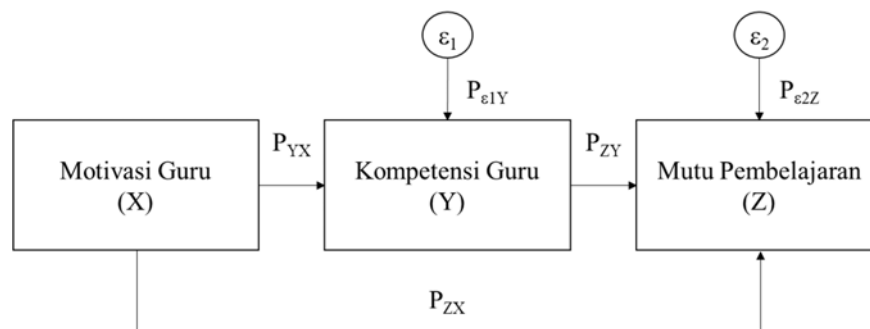 ε1
ε2
Pε1Y
Pε2Z
PYX
PZY
Motivasi Guru
(X)
Kompetensi Guru
(Y)
Mutu Pembelajaran
(Z)
PZX